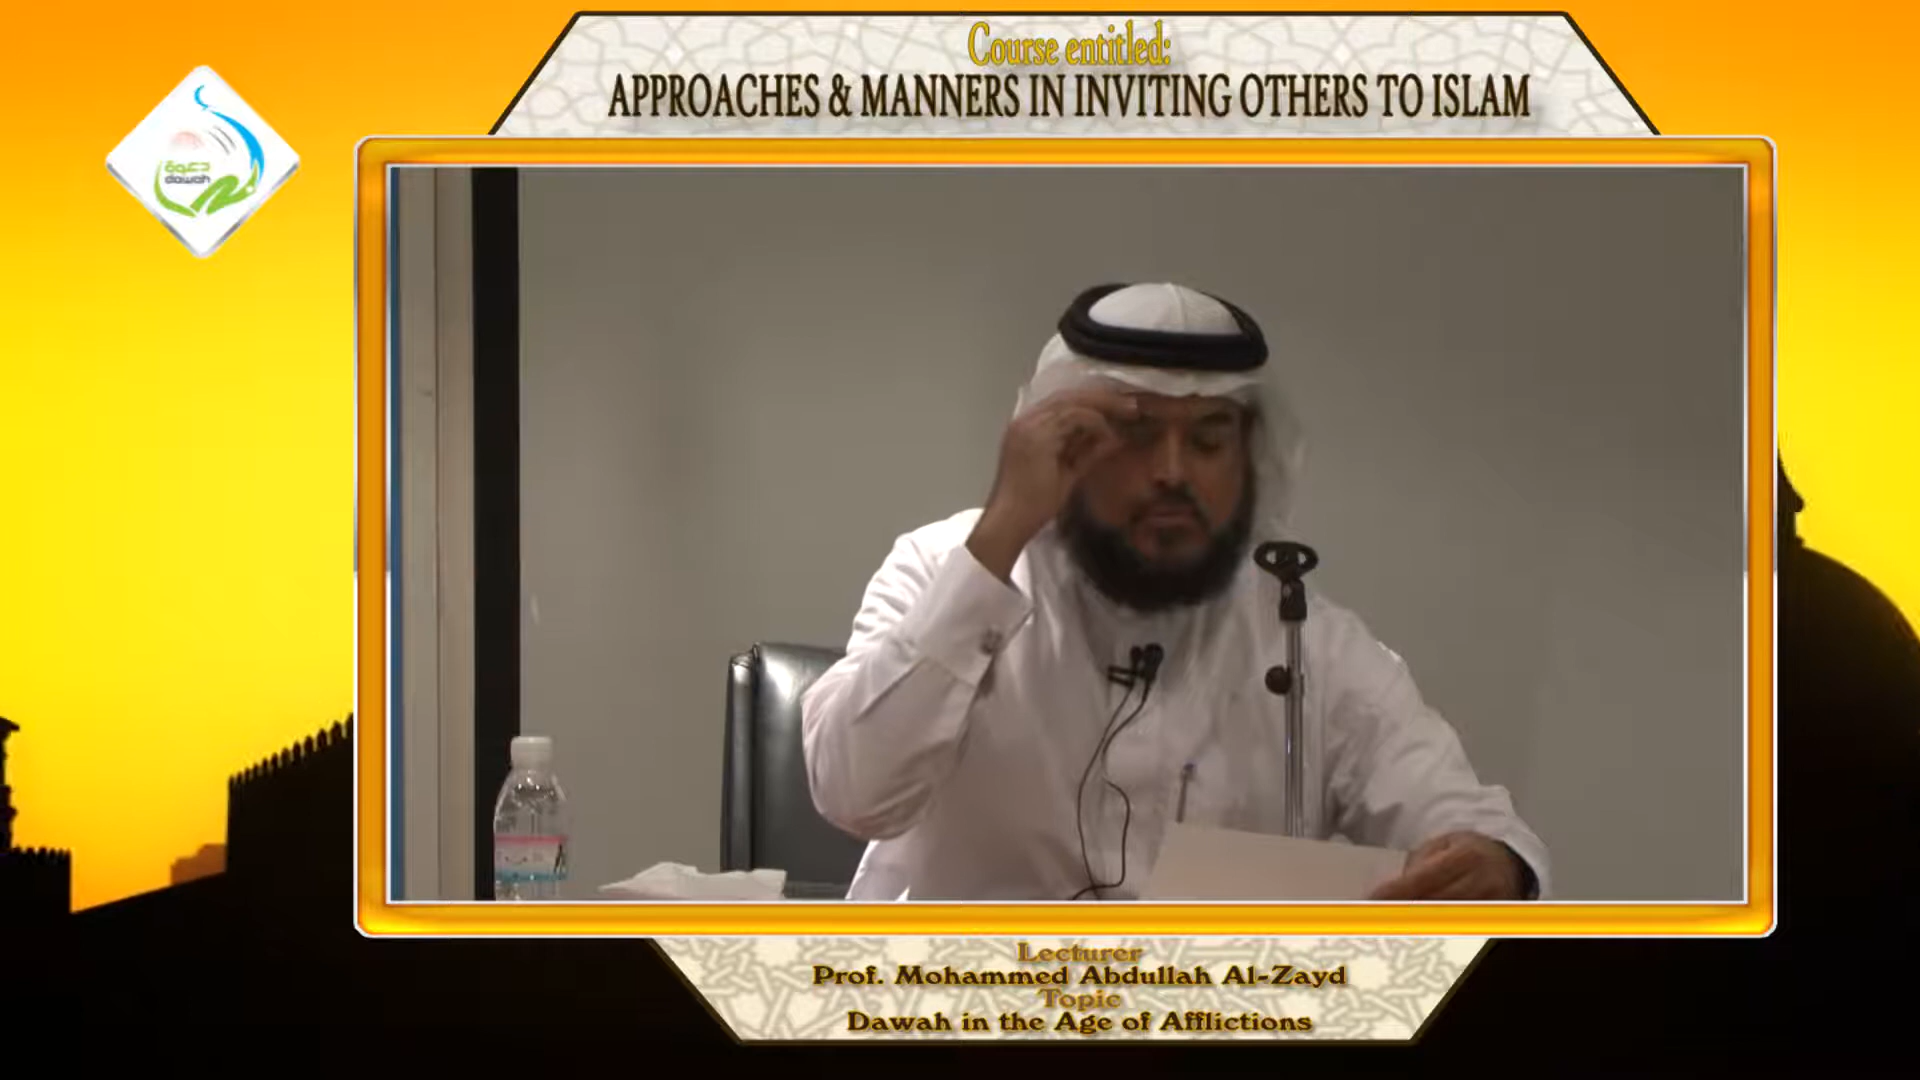 Course entitled:
APPROACHES & MANNERS IN INVITING OTHERS TO ISLAM
دعوة
dawah
Lecturer
Prof. Mohammed Abdullah Al-Zayd
Topic
Dawah in the Age of Afflictions